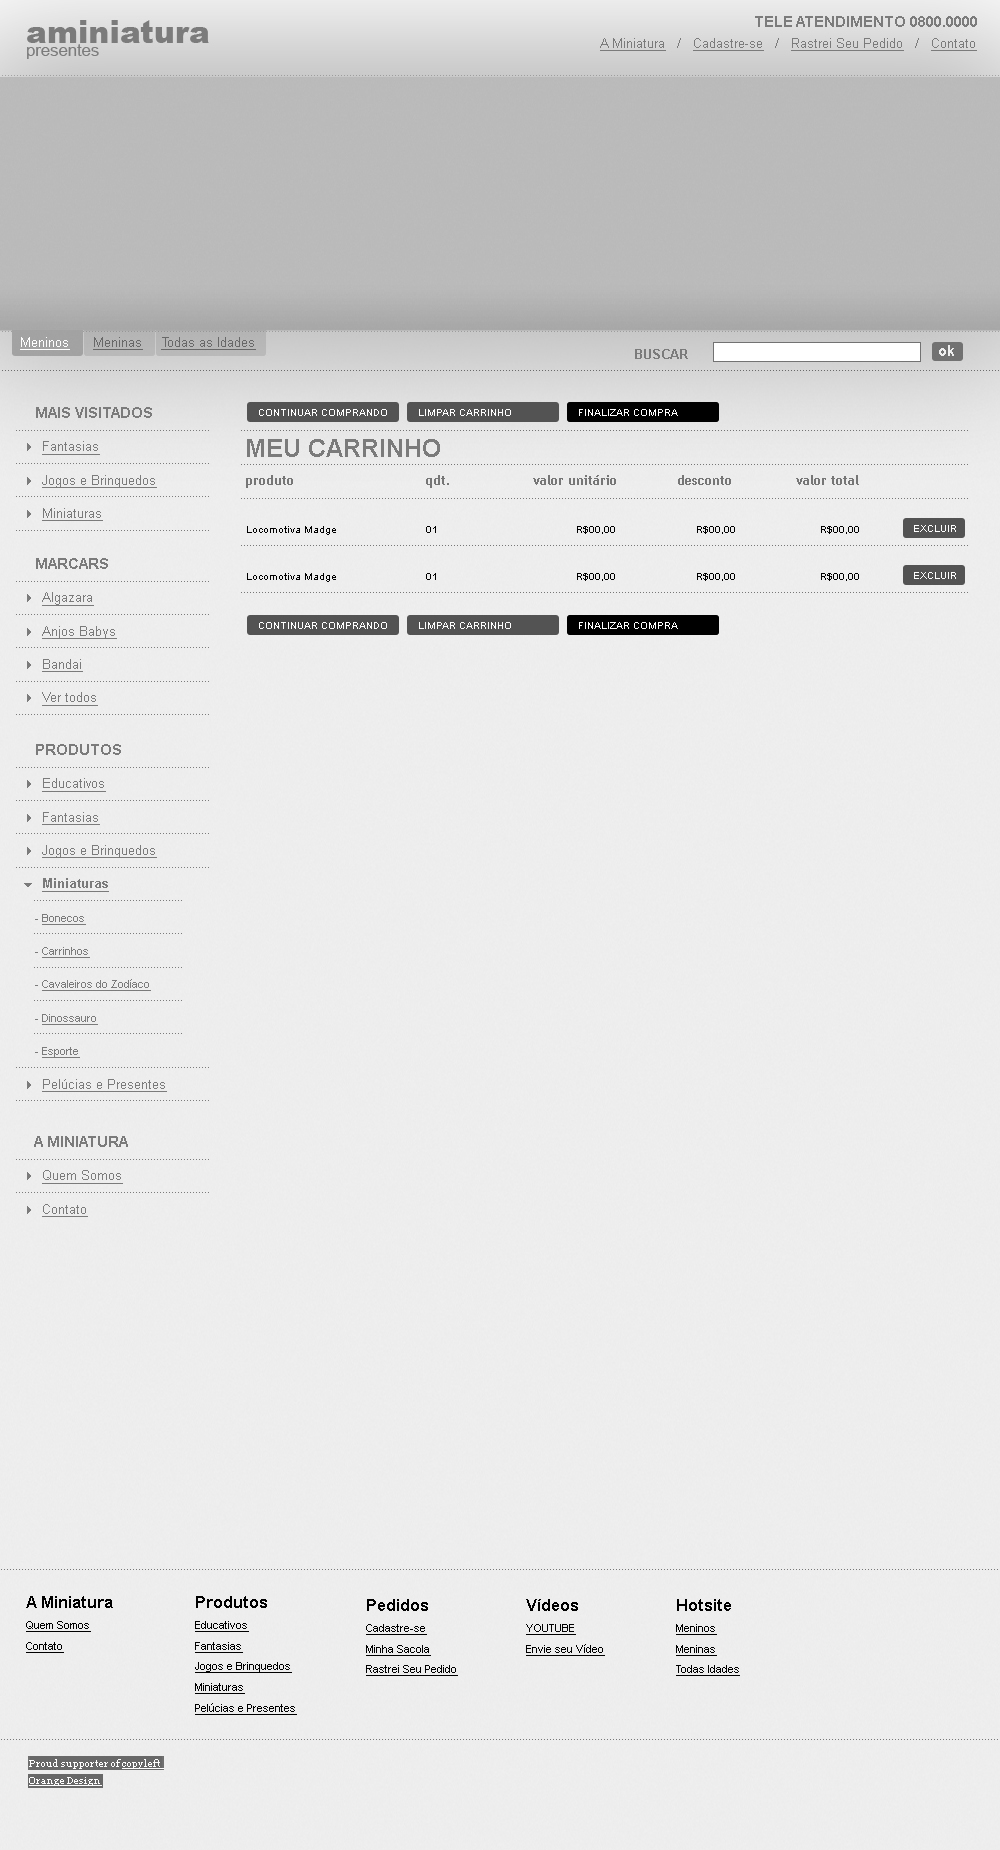 aminiatura
presentes
TELE ATENDIMENTO 0800.0000
A Miniatura / Cadastre-se / Rastrei Seu Pedido / Contato
Meninos Meninas Todas as Idades
BUSCAR ok
MAIS VISITADOS
Fantasias
Jogos e Brinquedos
Miniaturas
MARCARS
Algazara
Anjos Babys
Bandai
Ver todos
PRODUTOS
Educativos
Fantasias
Jogos e Brinquedos
Miniaturas
- Bonecos
- Carrinhos
- Cavaleiros do Zodíaco
- Dinossauro
- Esporte
Pelúcias e Presentes
A MINIATURA
Quem Somos
Contato
CONTINUAR COMPRANDO LIMPAR CARRINHO FINALIZAR COMPRA
MEU CARRINHO
produto qdt. valor unitário desconto valor total
Locomotiva Madge 01 R$00,00 R$00,00 R$00,00 EXCLUIR
Locomotiva Madge 01 R$00,00 R$00,00 R$00,00 EXCLUIR
CONTINUAR COMPRANDO LIMPAR CARRINHO FINALIZAR COMPRA
A Miniatura
Quem Somos
Contato
Produtos
Educativos
Fantasias
Jogos e Brinquedos
Miniaturas
Pelúcias e Presentes
Pedidos
Cadastre-se
Minha Sacola
Rastrei Seu Pedido
Vídeos
YOUTUBE
Envie seu Vídeo
Hotsite
Meninos
Meninas
Todas Idades
Proud supporter of copyleft
Orange Design